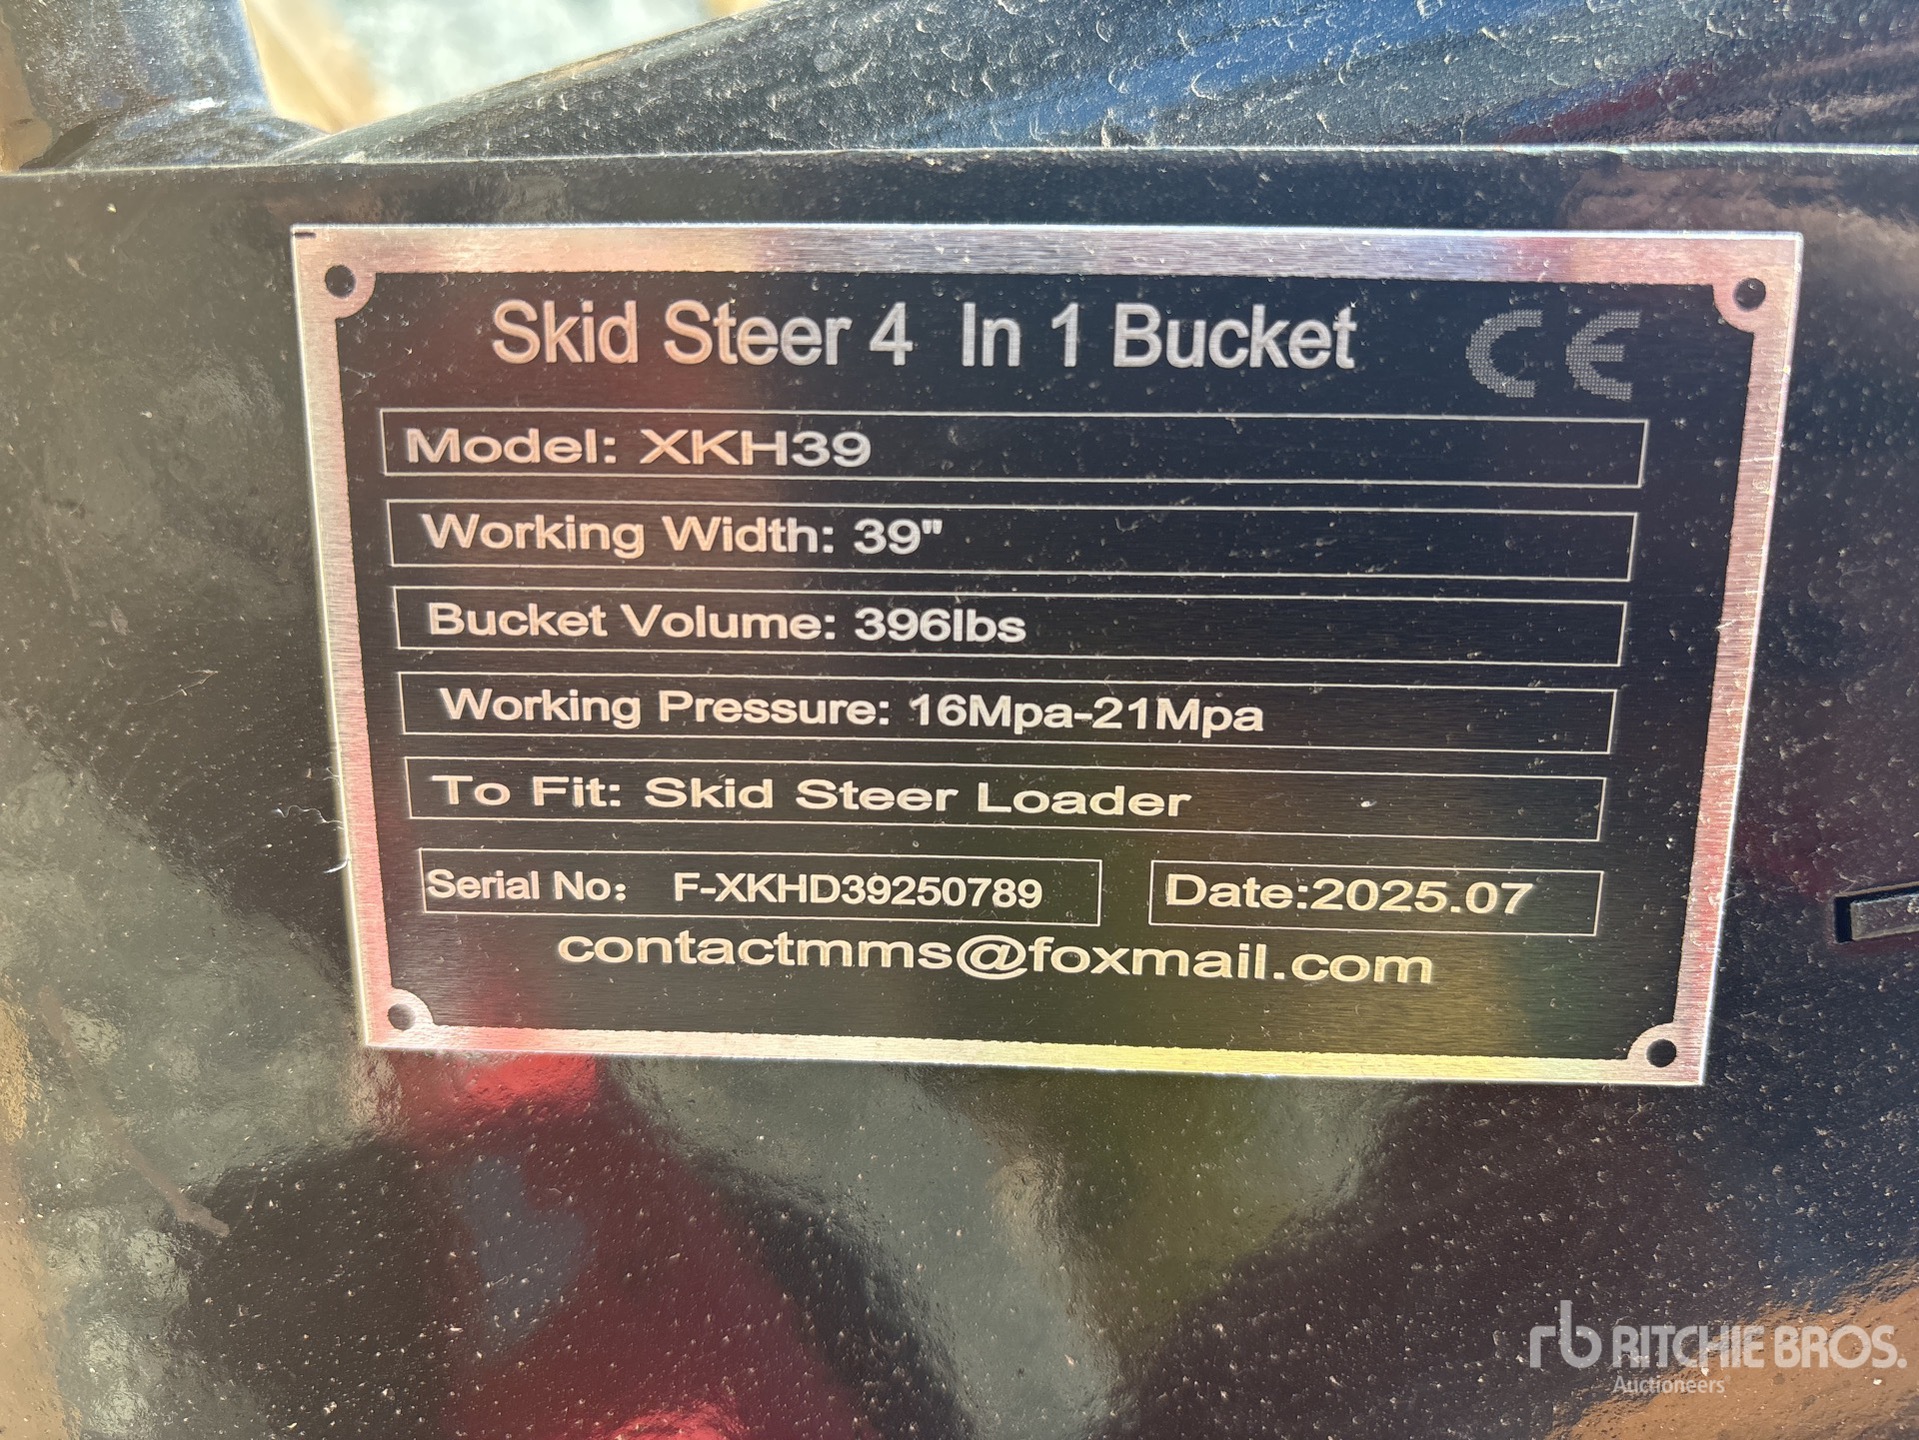 Skid Steer 4 In 1 Bucket CE
Model: XKH39
Working Width: 39"
Bucket Volume: 396lbs
Working Pressure: 16Mpa-21Mpa
To Fit: Skid Steer Loader
Serial No: F-XKHD39250789 Date:2025.07
contactmms@foxmail.com
rb RITCHIE BROS.
Auctioneers